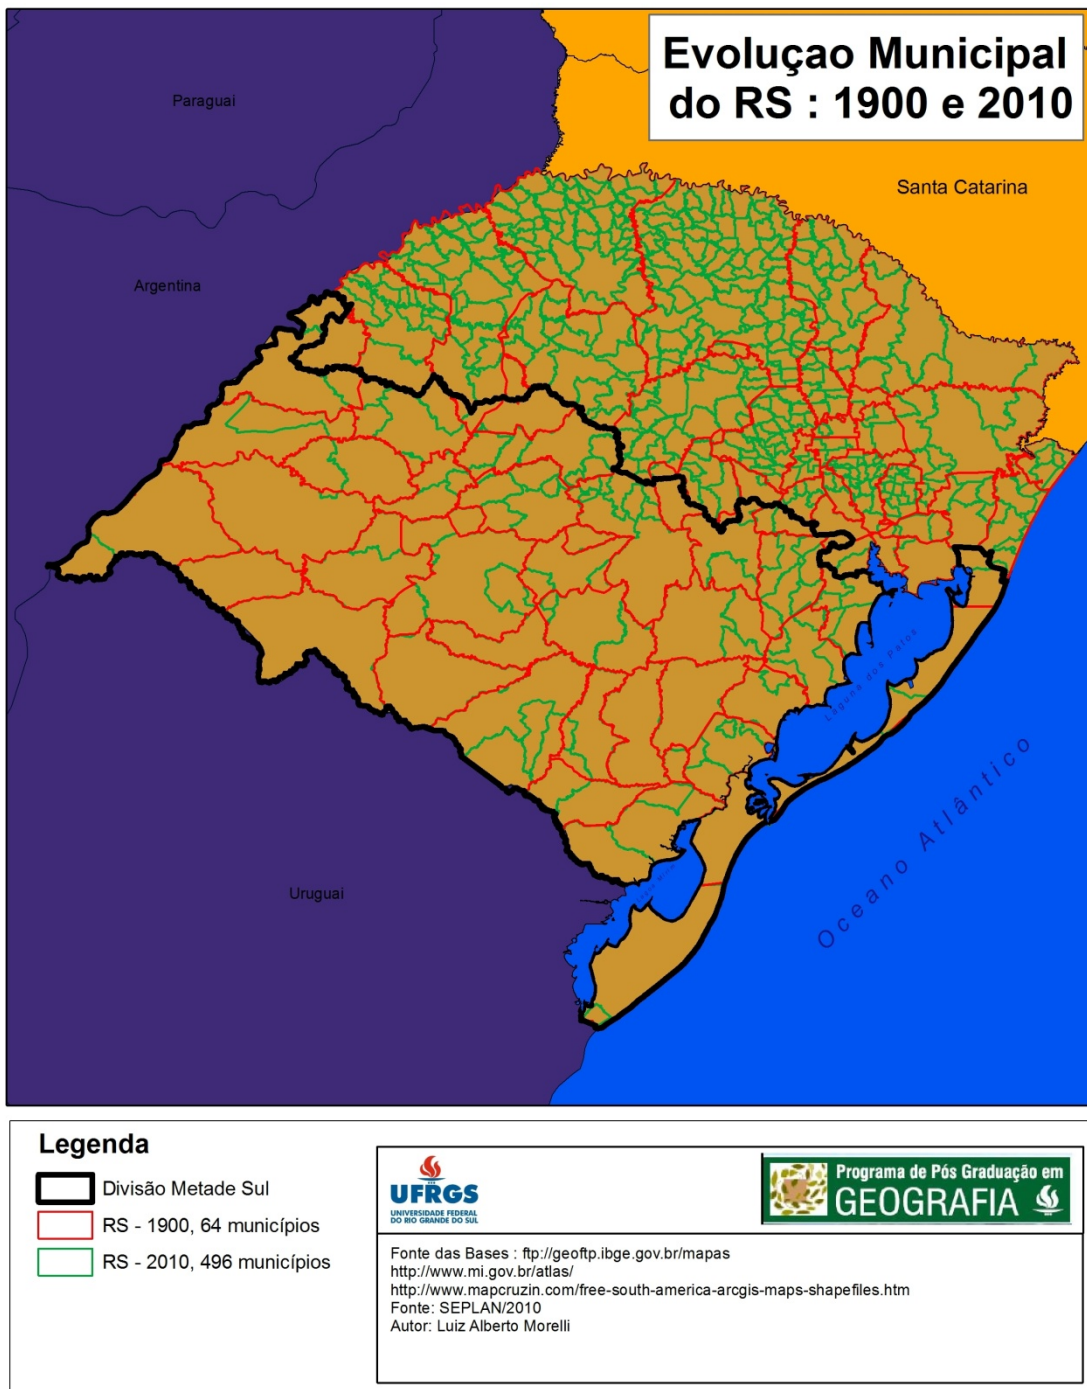 Evoluçao Municipal
do RS : 1900 e 2010
Paraguai
Santa Catarina
Argentina
Laguna dos Patos
Oceano Atlântico
Uruguai
Legenda
Divisão Metade Sul
RS - 1900, 64 municípios
RS - 2010, 496 municípios
UFRGS
UNIVERSIDADE FEDERAL
DO RIO GRANDE DO SUL
Programa de Pós Graduação em
GEOGRAFIA
Fonte das Bases : ftp://geoftp.ibge.gov.br/mapas
http://www.mi.gov.br/atlas/
http://www.mapcruzin.com/free-south-america-arcgis-maps-shapefiles.htm
Fonte: SEPLAN/2010
Autor: Luiz Alberto Morelli